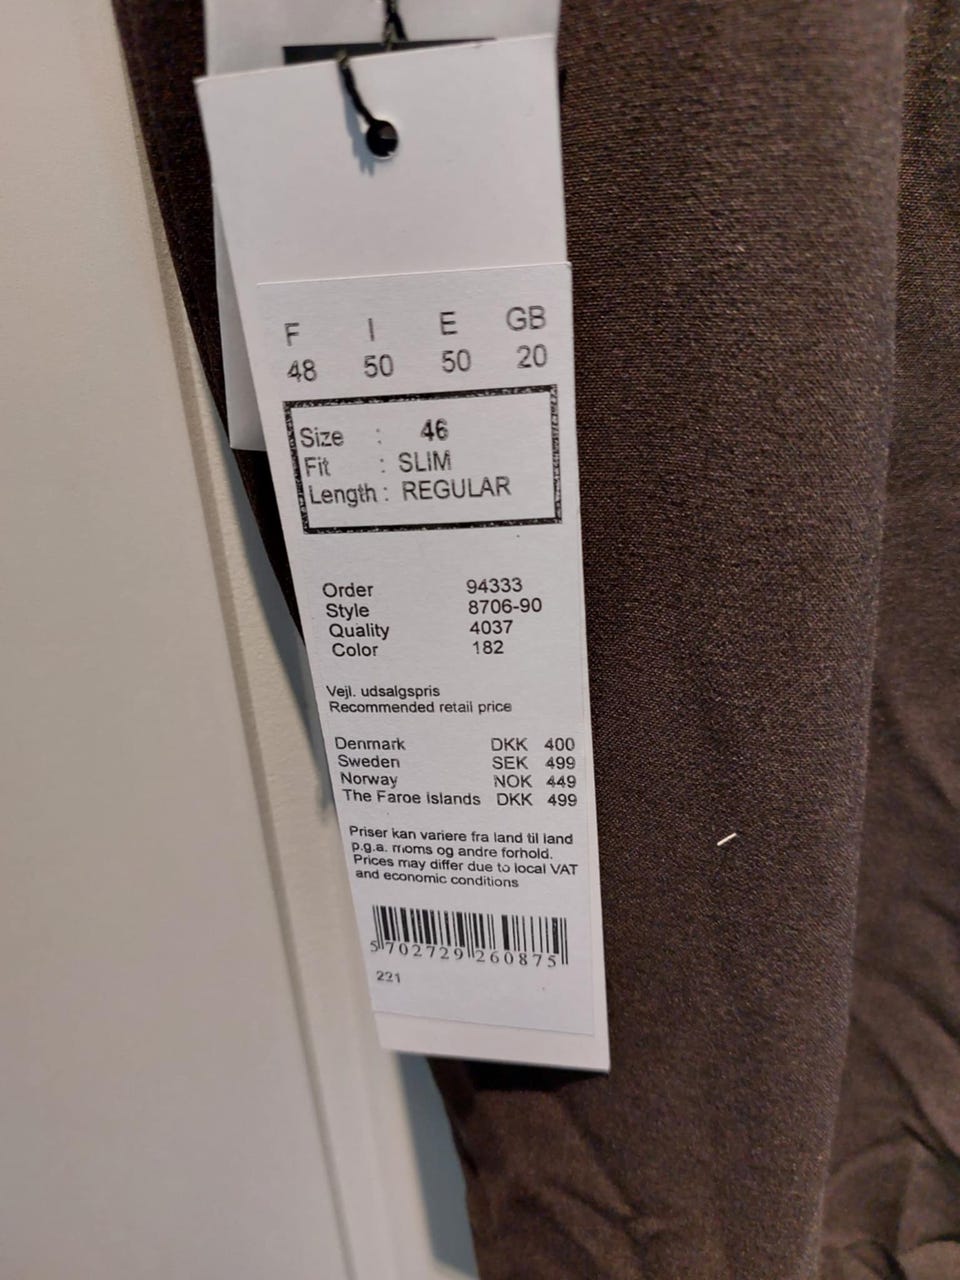 F I E GB
48 50 50 20
Size : 46
Fit : SLIM
Length : REGULAR
Order 94333
Style 8706-90
Quality 4037
Color 182
Vejl. udsalgspris
Recommended retail price
Denmark DKK 400
Sweden SEK 499
Norway NOK 449
The Faroe islands DKK 499
Priser kan variere fra land til land
p.g.a. moms og andre forhold.
Prices may differ due to local VAT
and economic conditions
5 702729 260875
221